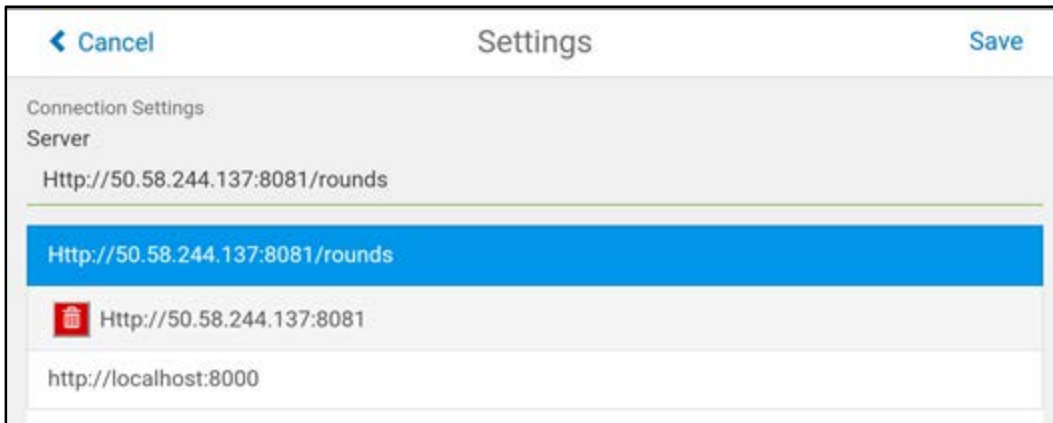 Cancel Settings Save
Connection Settings
Server
Http://50.58.244.137:8081/rounds
Http://50.58.244.137:8081/rounds
Http://50.58.244.137:8081
http://localhost:8000